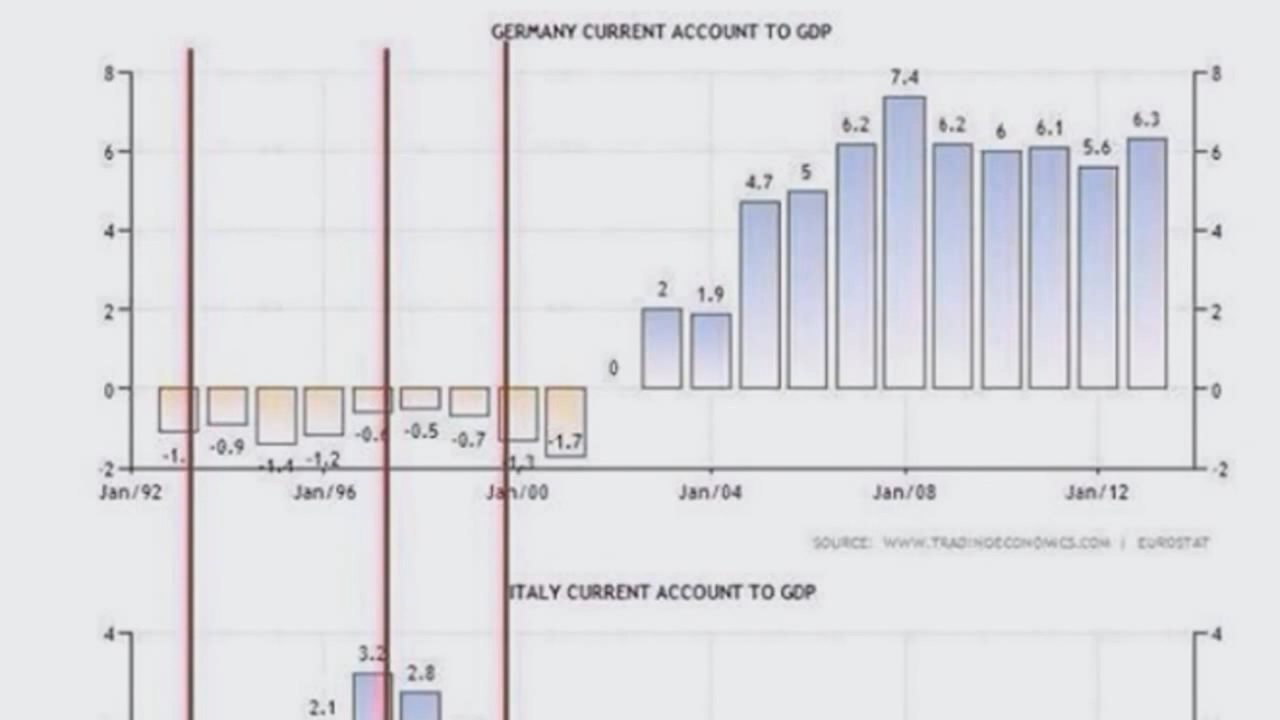 GERMANY CURRENT ACCOUNT TO GDP
8 7.4 8
6 6.2 6.2 6 6.1 5.6 6.3 6
4 4.7 5 4
2 2 1.9 2
0 0 0
-0.9 -1.4 -1.2 -0.5 -0.7 -1.7
-2 -2
Jan/92 Jan/96 Jan/00 Jan/04 Jan/08 Jan/12
SOURCE: WWW.TRADINGECONOMICS.COM | EUROSTAT
ITALY CURRENT ACCOUNT TO GDP
4 4
3.2 2.8
2.1